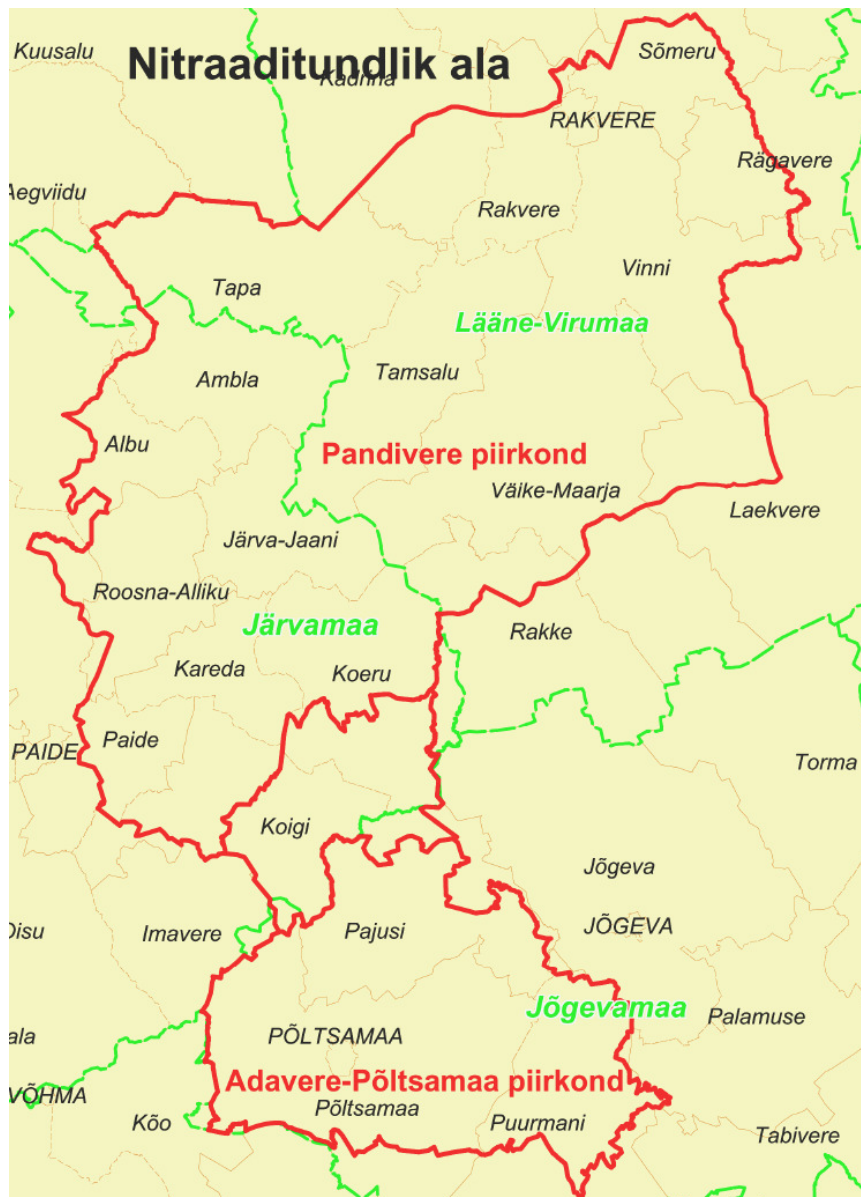 Kuusalu
Nitraaditundlik ala
Kadrina
Sõmeru
RAKVERE
Rägavere
Aegviidu
Rakvere
Vinni
Tapa
Lääne-Virumaa
Ambla
Tamsalu
Albu
Pandivere piirkond
Väike-Maarja
Laekvere
Järva-Jaani
Roosna-Alliku
Järvamaa
Rakke
Kareda
Koeru
PAIDE
Paide
Torma
Koigi
Jõgeva
Imavere
Pajusi
JÕGEVA
Jõgevamaa
Palamuse
ala
PÕLTSAMAA
Adavere-Põltsamaa piirkond
VÕHMA
Kõo
Põltsamaa
Puurmani
Tabivere